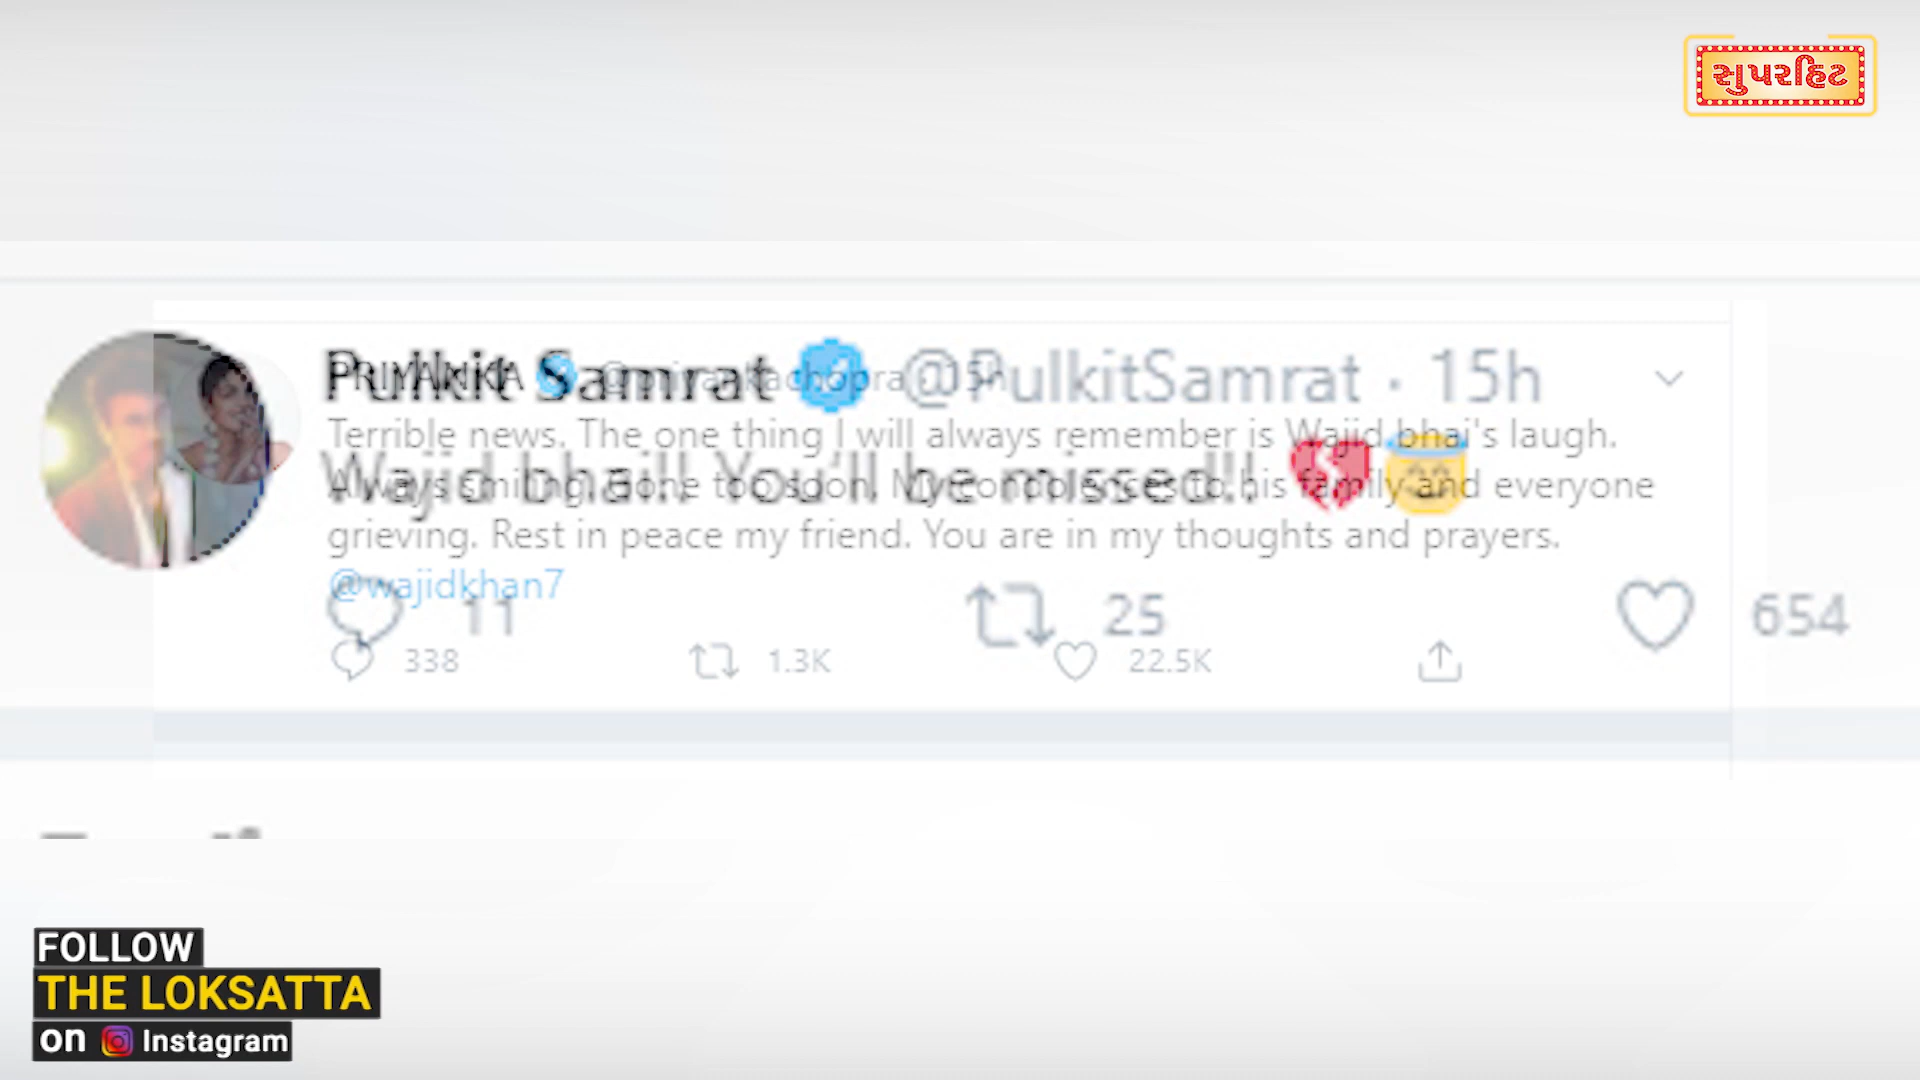 સુપરહિટ
Pulkit Samrat @PulkitSamrat · 15h
Wajid bhai!! You'll be missed!! 💔😇
11 25 654
PRIYANKA @priyankachopra · 15h
Terrible news. The one thing I will always remember is Wajid bhai's laugh.
Always smiling. Gone too soon. My condolences to his family and everyone
grieving. Rest in peace my friend. You are in my thoughts and prayers.
@wajidkhan7
338 1.3K 22.5K
FOLLOW
THE LOKSATTA
on Instagram